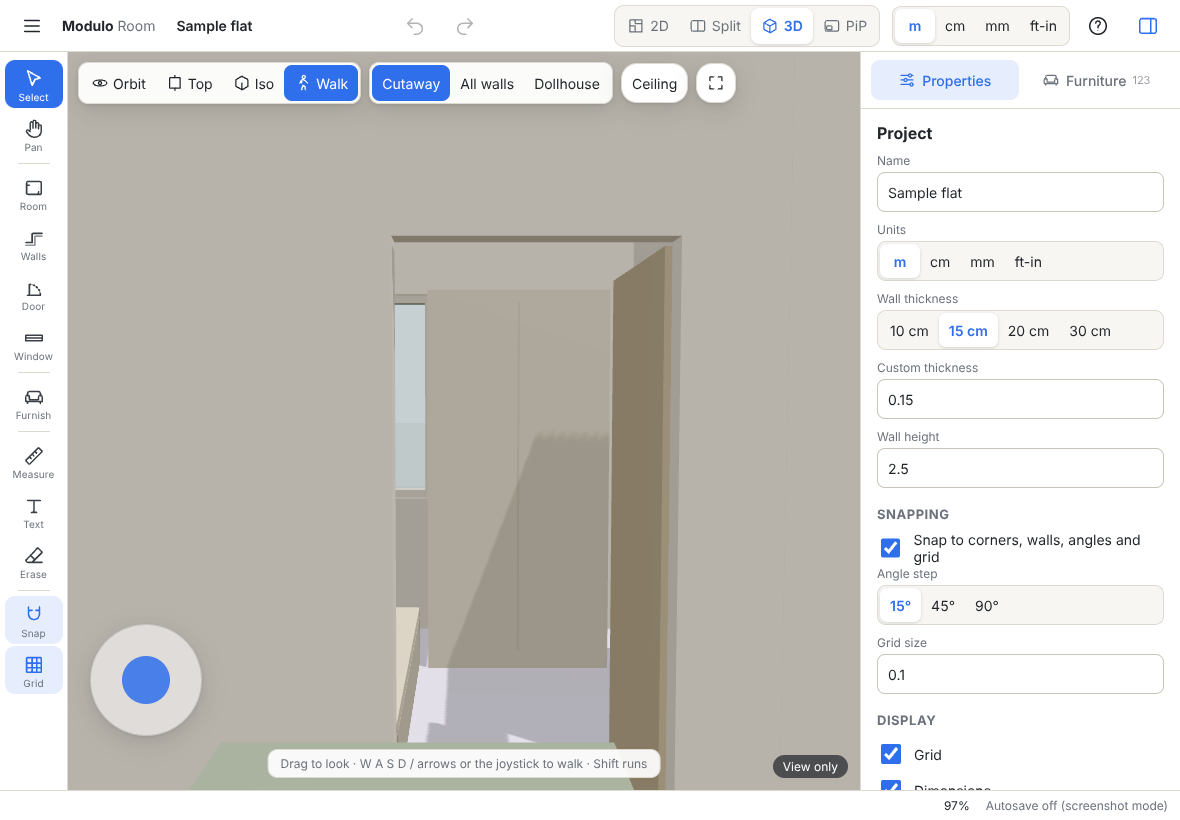 Modulo Room
Sample flat
2D
Split
3D
PiP
m
cm
mm
ft-in
Select
Pan
Room
Walls
Door
Window
Furnish
Measure
Text
Erase
Snap
Grid
Orbit
Top
Iso
Walk
Cutaway
All walls
Dollhouse
Ceiling
Drag to look · W A S D / arrows or the joystick to walk · Shift runs
View only
Properties
Furniture 123
Project
Name
Sample flat
Units
m
cm
mm
ft-in
Wall thickness
10 cm
15 cm
20 cm
30 cm
Custom thickness
0.15
Wall height
2.5
SNAPPING
Snap to corners, walls, angles and
grid
Angle step
15°
45°
90°
Grid size
0.1
DISPLAY
Grid
Dimensions
97%
Autosave off (screenshot mode)